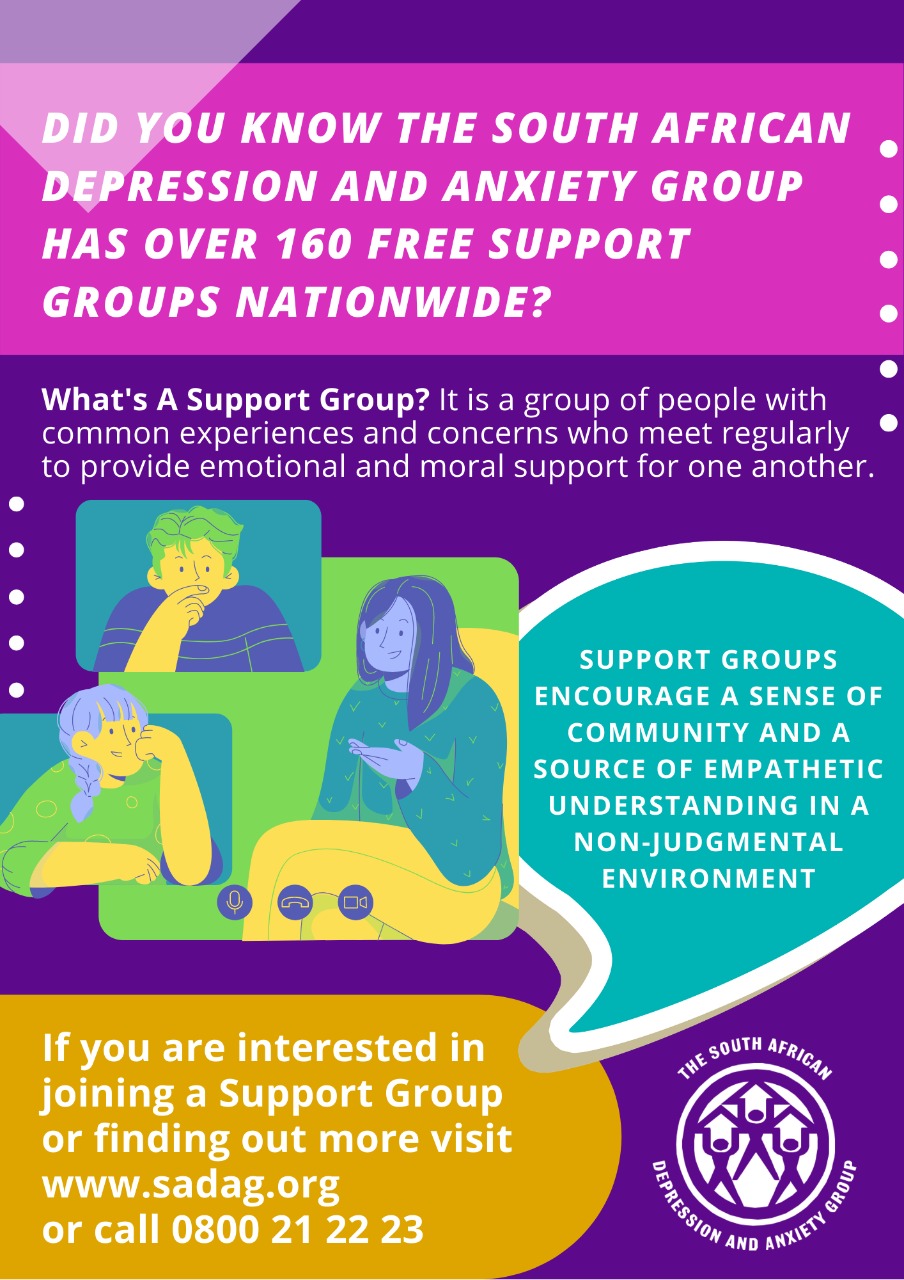 DID YOU KNOW THE SOUTH AFRICAN
DEPRESSION AND ANXIETY GROUP
HAS OVER 160 FREE SUPPORT
GROUPS NATIONWIDE?
What's A Support Group? It is a group of people with
common experiences and concerns who meet regularly
to provide emotional and moral support for one another.
SUPPORT GROUPS
ENCOURAGE A SENSE OF
COMMUNITY AND A
SOURCE OF EMPATHETIC
UNDERSTANDING IN A
NON-JUDGMENTAL
ENVIRONMENT
If you are interested in
joining a Support Group
or finding out more visit
www.sadag.org
or call 0800 21 22 23
THE SOUTH AFRICAN
DEPRESSION AND ANXIETY GROUP